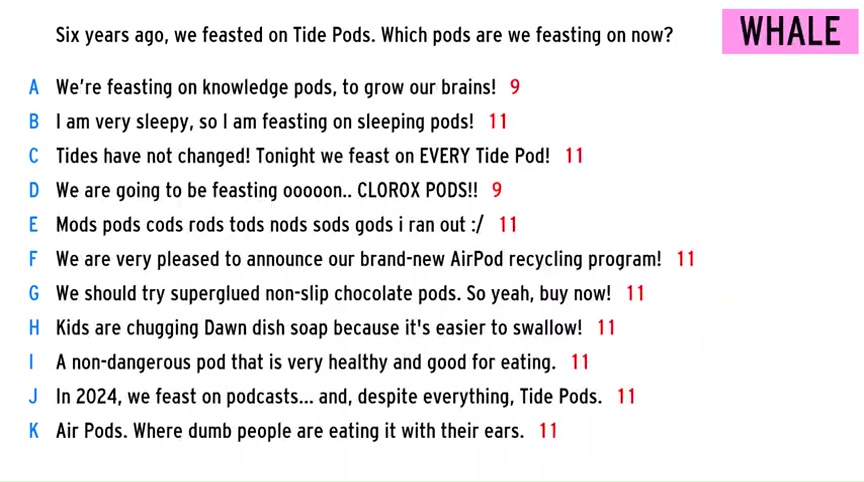 Six years ago, we feasted on Tide Pods. Which pods are we feasting on now?
WHALE
A We're feasting on knowledge pods, to grow our brains! 9
B I am very sleepy, so I am feasting on sleeping pods! 11
C Tides have not changed! Tonight we feast on EVERY Tide Pod! 11
D We are going to be feasting ooooon.. CLOROX PODS!! 9
E Mods pods cods rods tods nods sods gods i ran out :/ 11
F We are very pleased to announce our brand-new AirPod recycling program! 11
G We should try superglued non-slip chocolate pods. So yeah, buy now! 11
H Kids are chugging Dawn dish soap because it's easier to swallow! 11
I A non-dangerous pod that is very healthy and good for eating. 11
J In 2024, we feast on podcasts... and, despite everything, Tide Pods. 11
K Air Pods. Where dumb people are eating it with their ears. 11